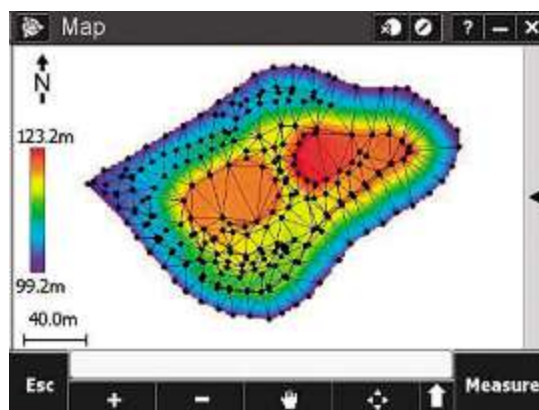 Map
? – ×
N
123.2m
99.2m
40.0m
Esc
+ –
Measure